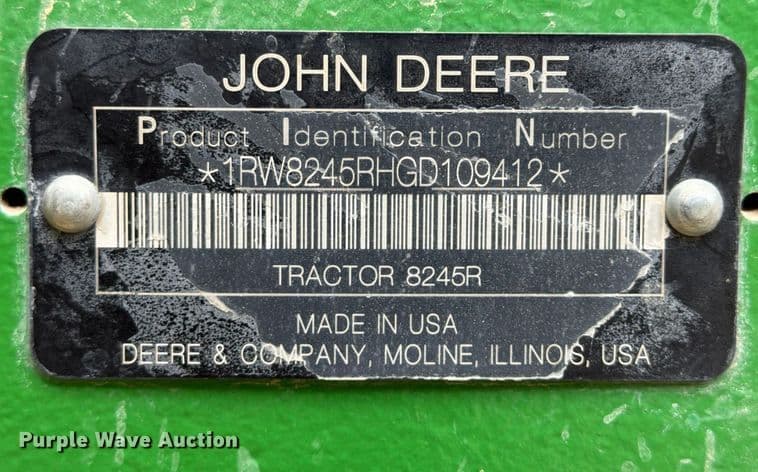 JOHN DEERE
Product Identification Number
*1RW8245RHGD109412*
TRACTOR 8245R
MADE IN USA
DEERE & COMPANY, MOLINE, ILLINOIS, USA
Purple Wave Auction